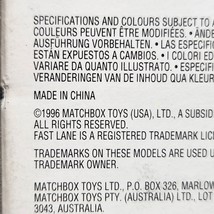 SPECIFICATIONS AND COLOURS SUBJECT TO
COULEURS PEUVENT ÊTRE MODIFIÉES. • ÄNDE
AUSFÜHRUNG VORBEHALTEN. • LAS ESPECIFI
ESTÁN EXPUESTOS A CAMBIOS. • I COLORI ED
VARIARE DA QUANTO ILLUSTRATO. • ESPECIF
VERANDERINGEN VAN DE INHOUD QUA KLEUR
MADE IN CHINA
©1996 MATCHBOX TOYS (USA), LTD., A SUBSID
ALL RIGHTS RESERVED.
FAST LANE IS A REGISTERED TRADEMARK LICE
TRADEMARKS ON THESE MODELS ARE USED U
TRADEMARK OWNER.
MATCHBOX TOYS LTD., P.O. BOX 326, MARLOW
MATCHBOX TOYS PTY. (AUSTRALIA) LTD., LOT
3043, AUSTRALIA.